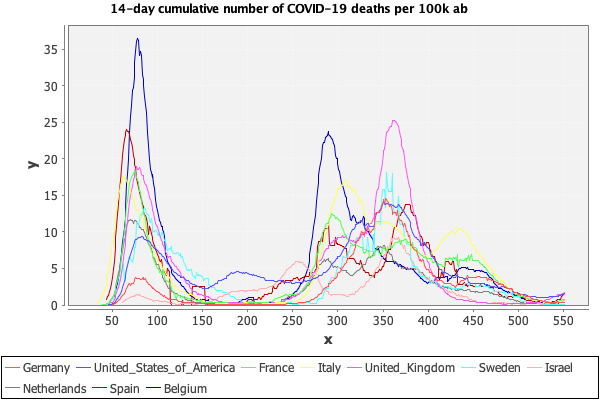 14-day cumulative number of COVID-19 deaths per 100k ab
35
30
25
20
15
10
5
0
y
50 100 150 200 250 300 350 400 450 500 550
x
Germany United_States_of_America France Italy United_Kingdom Sweden Israel
Netherlands Spain Belgium